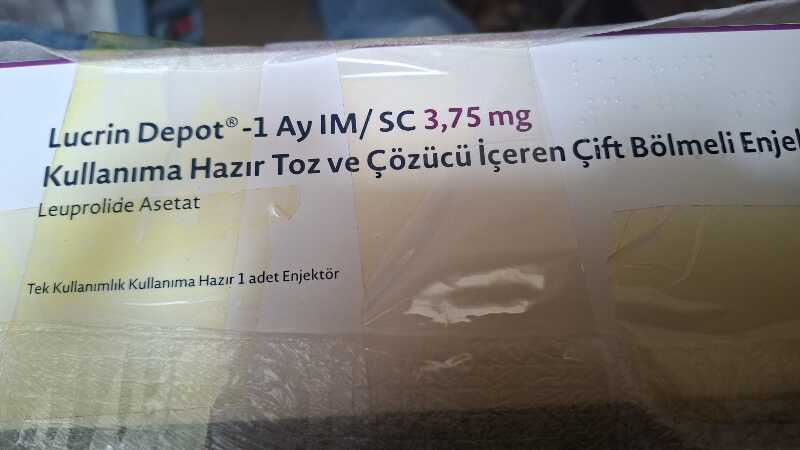 Lucrin Depot®-1 Ay IM/ SC 3,75 mg
Kullanıma Hazır Toz ve Çözücü İçeren Çift Bölmeli
Leuprolide Asetat
Tek Kullanımlık Kullanıma Hazır 1 adet Enjektör